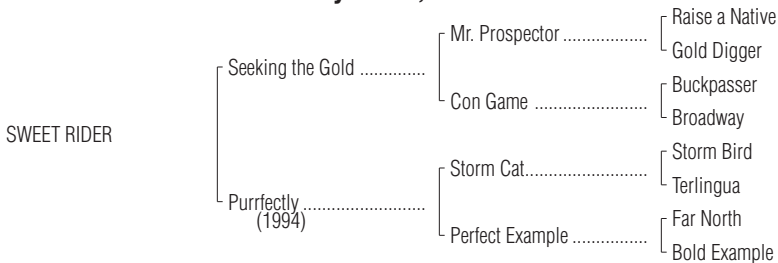 Raise a Native
Mr. Prospector ..................
Gold Digger
Seeking the Gold ..............
Buckpasser
Con Game ........................
Broadway
SWEET RIDER
Storm Bird
Storm Cat..........................
Terlingua
Purrfectly ..........................
(1994)
Far North
Perfect Example ................
Bold Example